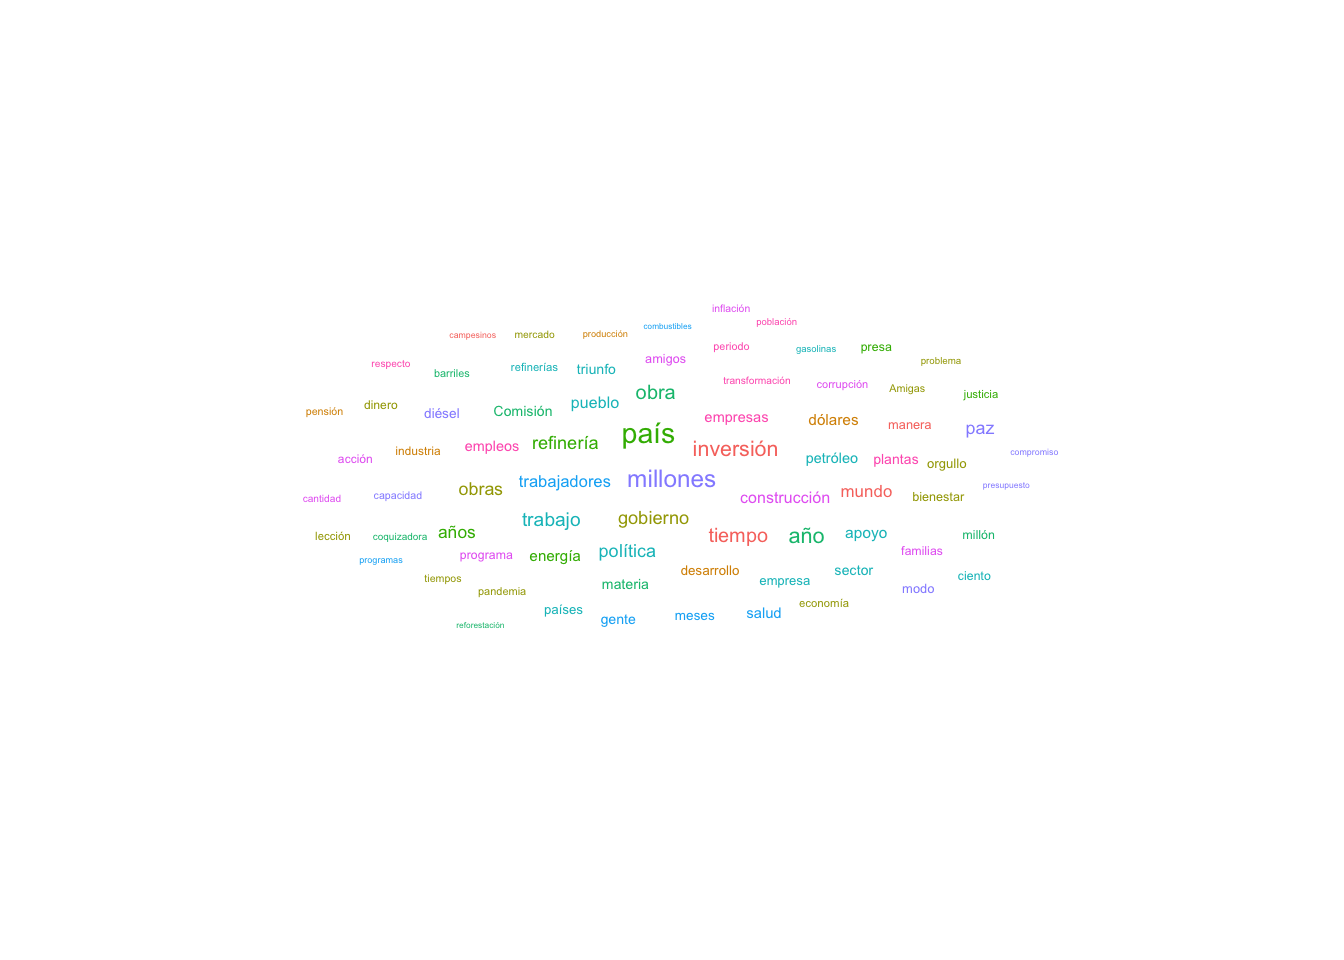 inflación
población
combustibles
campesinos
mercado
producción
periodo
gasolinas
presa
amigos
problema
respecto
barriles
refinerías
triunfo
transformación
corrupción
Amigas
justicia
obra
pueblo
dinero
pensión
diésel
Comisión
empresas
dólares
manera
paz
país
refinería
empleos
industria
inversión
compromiso
acción
petróleo
plantas
orgullo
millones
trabajadores
presupuesto
obras
mundo
capacidad
cantidad
construcción
bienestar
trabajo
gobierno
años
lección
coquizadora
tiempo
año
apoyo
millón
política
familias
energía
programa
programas
desarrollo
sector
ciento
tiempos
empresa
materia
modo
pandemia
economía
países
gente
meses
salud
reforestación